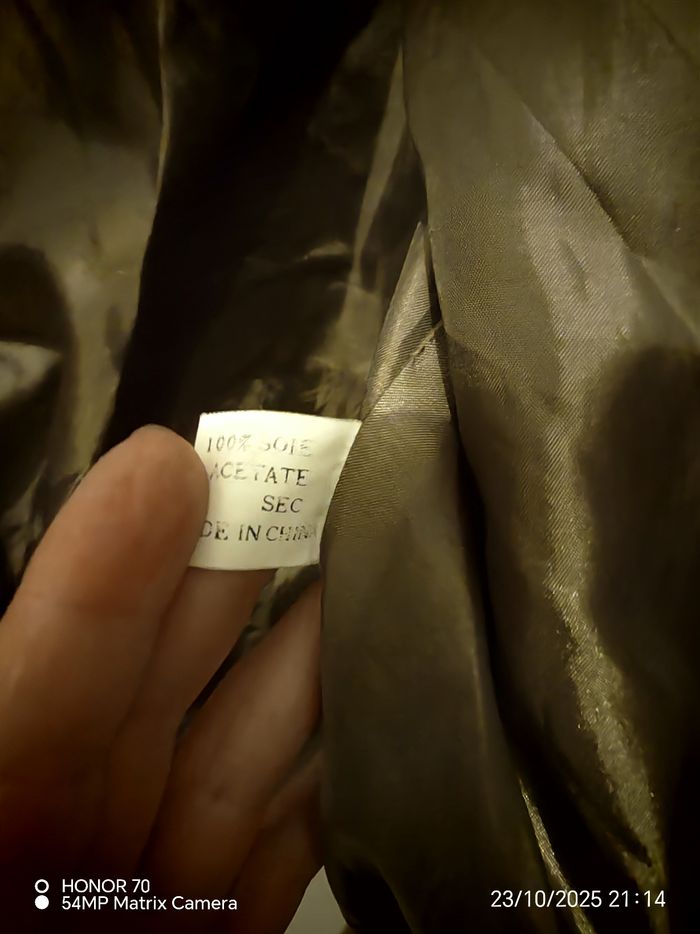 100% SOIE
ACETATE
SEC
DE IN CHINA
HONOR 70
54MP Matrix Camera
23/10/2025 21:14